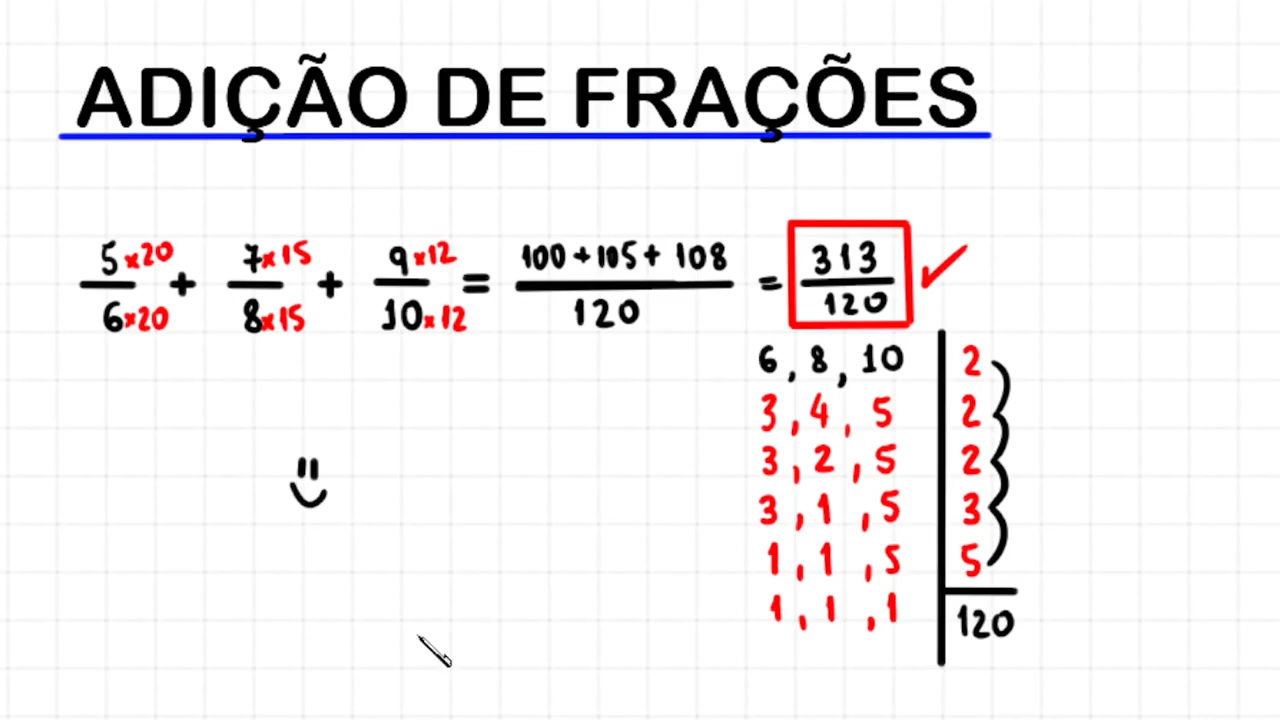 ADIÇÃO DE FRAÇÕES
5×20/6×20 + 7×15/8×15 + 9×12/10×12 = 100+105+108/120 = 313/120
6, 8, 10 | 2
3, 4, 5 | 2
3, 2, 5 | 2
3, 1, 5 | 3
1, 1, 5 | 5
1, 1, 1 | 120